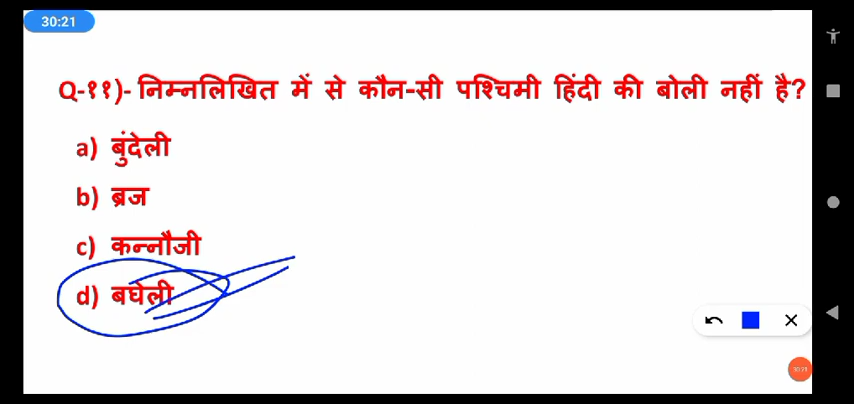 30:21
Q-११)- निम्नलिखित में से कौन-सी पश्चिमी हिंदी की बोली नहीं है?
a) बुंदेली
b) ब्रज
c) कन्नौजी
d) बघेली